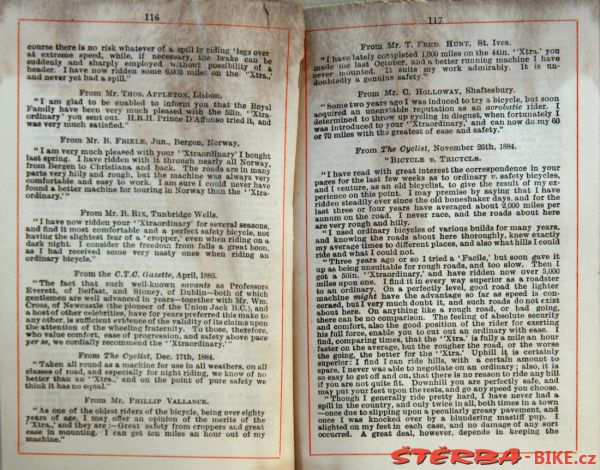 116
course there is no risk whatever of a spill in riding 'legs over'
at extreme speed, while, if necessary, the brake can be
suddenly and sharply employed without possibility of a
header. I have now ridden some 6,000 miles on the ''Xtra.,'
and never yet had a spill."
From Mr. THOS. APPLETON, Lisbon.
"I am glad to be enabled to inform you that the Royal
Family have been very much pleased with the 52in. ''Xtra-
ordinary' you sent out. H.R.H. Prince D'Affonso tried it, and
was very much satisfied."
From Mr. B. FRIELE, Jun., Bergen, Norway.
"I am very much pleased with your ''Xtraordinary' I bought
last spring. I have ridden with it through nearly all Norway,
from Bergen to Christiana and back. The roads are in many
parts very hilly and rough, but the machine was always very
comfortable and easy to work. I am sure I could never have
found a better machine for touring in Norway than the ''Xtra-
ordinary.'"
From Mr. B. RIX, Tunbridge Wells.
"I have now ridden your ''Xtraordinary' for several seasons,
and find it most comfortable and a perfect safety bicycle, not
having the slightest fear of a 'cropper,' even when riding on a
dark night. I consider the freedom from falls a great boon,
as I had received some very nasty ones when riding an
ordinary bicycle."
From the C.T.C. Gazette, April, 1885.
"The fact that such well-known savants as Professor
Everett, of Belfast, and Stoney, of Dublin—both of which
gentlemen are well advanced in years—together with Mr. Wm.
Cross, of Newcastle (the pioneer of the Union Jack B.C.), and
a host of other celebrities, have for years preferred this make to
any other, is sufficient evidence of the validity of its claims upon
the attention of the wheeling fraternity. To those, therefore,
who value comfort, ease of progression, and safety above pace
per se, we cordially recommend the ''Xtraordinary.'"
From the Cyclist, Dec. 17th, 1884.
"Taken all round as a machine for use in all weathers, on all
classes of road, and especially for night riding, we know of no
better than an ''Xtra.,' and on the point of pure safety we
think it has no equal."
From Mr. PHILLIP VALLANCE.
"As one of the oldest riders of the bicycle, being over eighty
years of age, I may offer an opinion of the merits of the
'Xtra,' and they are:—Great safety from croppers and great
ease in mounting. I can get ten miles an hour out of my
machine."
117
From Mr. T. FRED. HUNT, St. Ives.
"I have lately completed 1,000 miles on the 44in. ''Xtra.' you
made me last October, and a better running machine I have
never mounted. It suits my work admirably. It is un-
doubtedly a genuine safety."
From Mr. C. HOLLOWAY, Shaftesbury.
"Some two years ago I was induced to try a bicycle, but soon
acquired an unenviable reputation as an acrobatic rider. I
determined to throw up cycling in disgust, when fortunately I
was introduced to your ''Xtraordinary,' and can now do my 60
or 70 miles with the greatest of ease and safety."
From The Cyclist, November 26th, 1884.
"BICYCLE v. TRICYCLE.
"I have read with great interest the correspondence in your
pages for the last few weeks as to ordinary v. safety bicycles,
and I venture, as an old bicyclist, to give the result of my ex-
perience on this point. I may premise by saying that I have
ridden steadily ever since the old boneshaker days, and for the
last three or four years have averaged about 2,000 miles per
annum on the road. I never race, and the roads about here
are very rough and hilly.
"I used ordinary bicycles of various builds for many years,
and knowing the roads about here thoroughly, knew exactly
my average times to different places, and also what hills I could
ride and what I could not.
"Three years ago or so I tried a 'Facile,' but soon gave it
up as being unsuitable for rough roads, and too slow. Then I
got a 50in. ''Xtraordinary,' and have ridden now over 5,000
miles upon one. I find it in every way superior as a roadster
to an ordinary. On a perfectly level, good road the lighter
machine might have the advantage so far as speed is con-
cerned, but I very much doubt it, and such roads do not exist
about here. On anything like a rough road, or bad going,
there can be no comparison. The feeling of absolute security
and comfort, also the good position of the rider for exerting
his full force, enable you to cut out an ordinary with ease. I
find, comparing times, that the ''Xtra' is fully a mile an hour
faster on the average, but the rougher the road, or the worse
the going, the better for the ''Xtra.' Uphill it is certainly
superior: I find I can ride hills, with a certain amount to
spare, I never was able to negotiate on an ordinary; also, it is
so easy to get off and on, that there is no reason to ride any hill
if you are not quite fit. Downhill you are perfectly safe, and
may put your feet upon the rests, and go any speed you choose.
"Though I generally ride pretty hard, I have never had a
spill in the country, and only twice in all, both times in a town
—once due to slipping upon a peculiarly greasy pavement, and
once I was knocked over by a blundering mastiff pup. I
alighted on my feet in each case, and no damage of any sort
occurred. A great deal, however, depends in keeping the
ŠTĚRBA-BIKE.cz